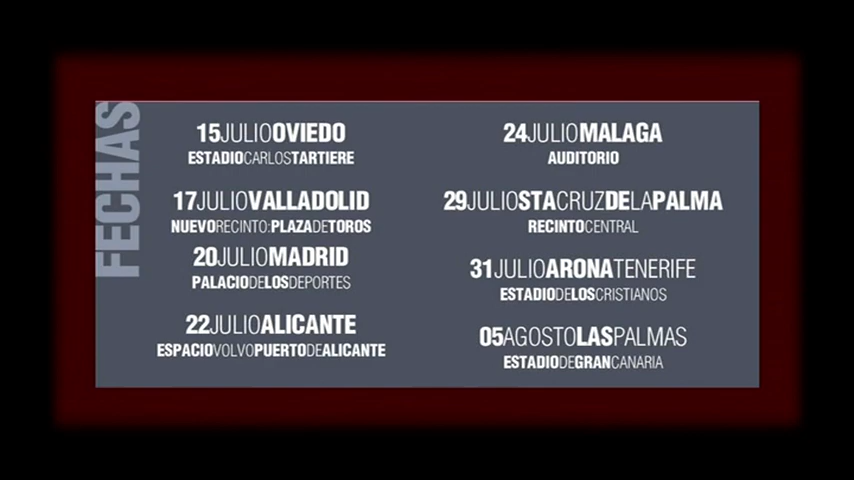 FECHAS
15JULIOOVIEDO
ESTADIOCARLOSTARTIERE
17JULIOVALLADOLID
NUEVORECINTO:PLAZADETOROS
20JULIOMADRID
PALACIODELOSDEPORTES
22JULIOALICANTE
ESPACIOVOLVOPUERTODEALICANTE
24JULIOMALAGA
AUDITORIO
29JULIOSTACRUZDELAPALMA
RECINTOCENTRAL
31JULIOARONATENERIFE
ESTADIODELOSCRISTIANOS
05AGOSTOLASPALMAS
ESTADIODEGRANCANARIA